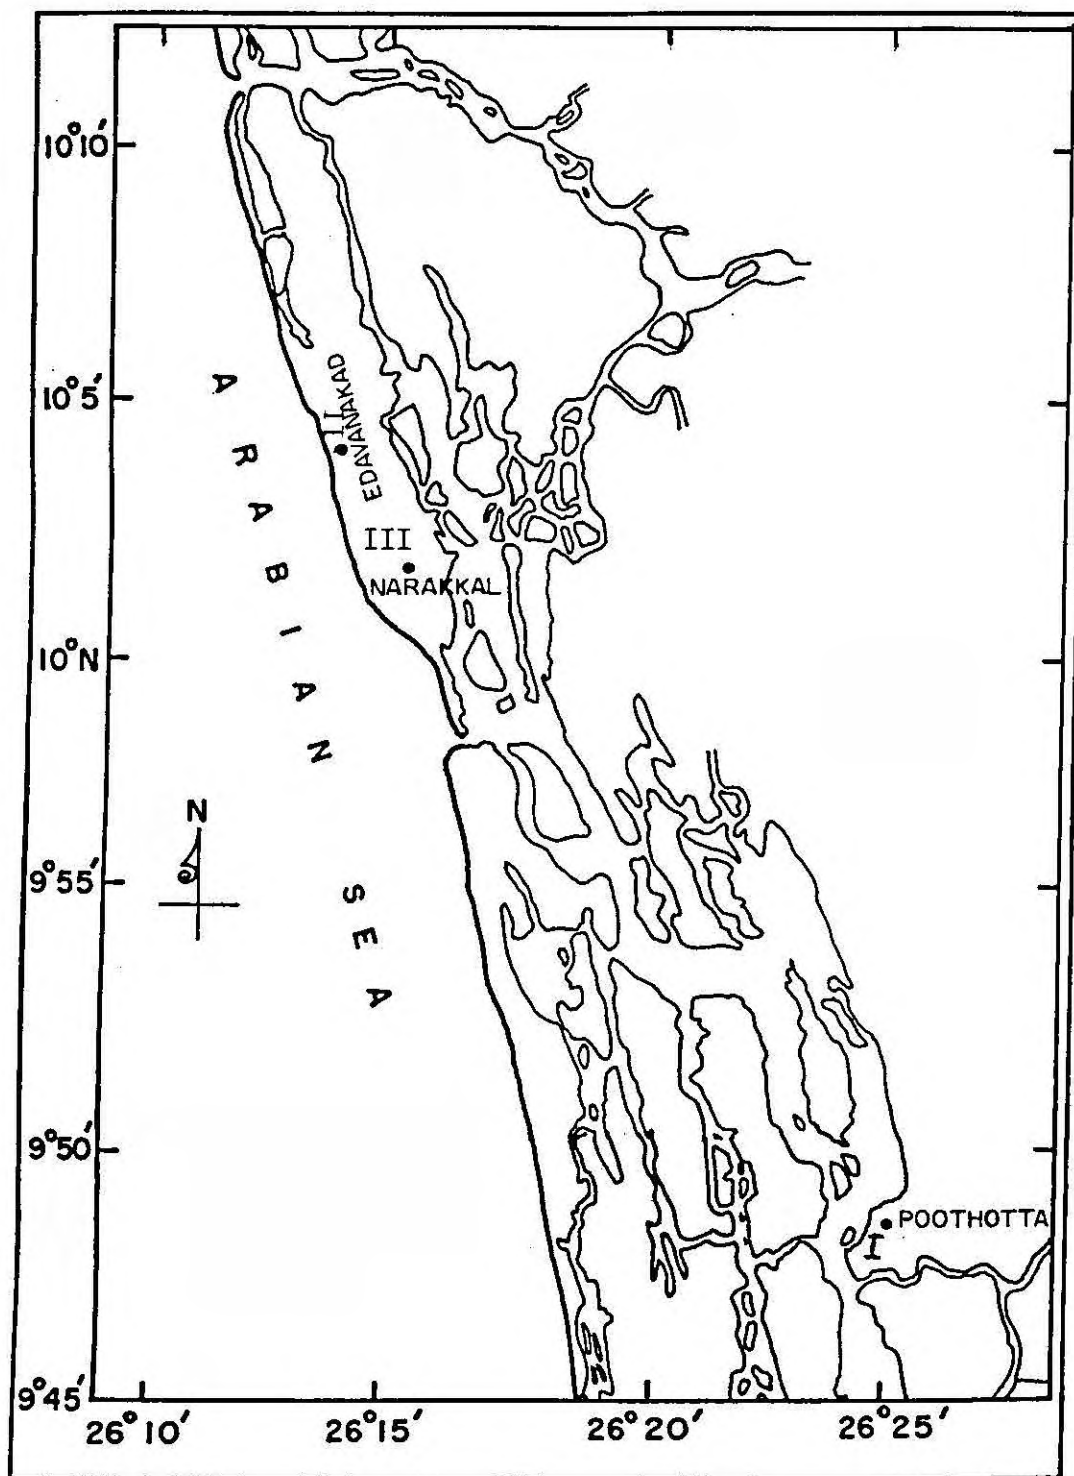 10°10′
10°5′
10°N
9°55′
9°50′
9°45′
26°10′
26°15′
26°20′
26°25′
ARABIAN SEA
N
II
EDAVANAKAD
III
NARAKKAL
POOTHOTTA
I